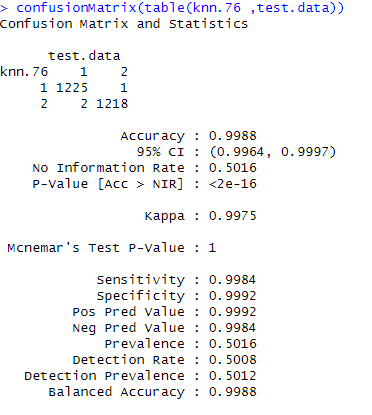 > confusionMatrix(table(knn.76 ,test.data))
Confusion Matrix and Statistics
test.data
knn.76 1 2
1 1225 1
2 2 1218
Accuracy : 0.9988
95% CI : (0.9964, 0.9997)
No Information Rate : 0.5016
P-Value [Acc > NIR] : <2e-16
Kappa : 0.9975
Mcnemar's Test P-Value : 1
Sensitivity : 0.9984
Specificity : 0.9992
Pos Pred Value : 0.9992
Neg Pred Value : 0.9984
Prevalence : 0.5016
Detection Rate : 0.5008
Detection Prevalence : 0.5012
Balanced Accuracy : 0.9988